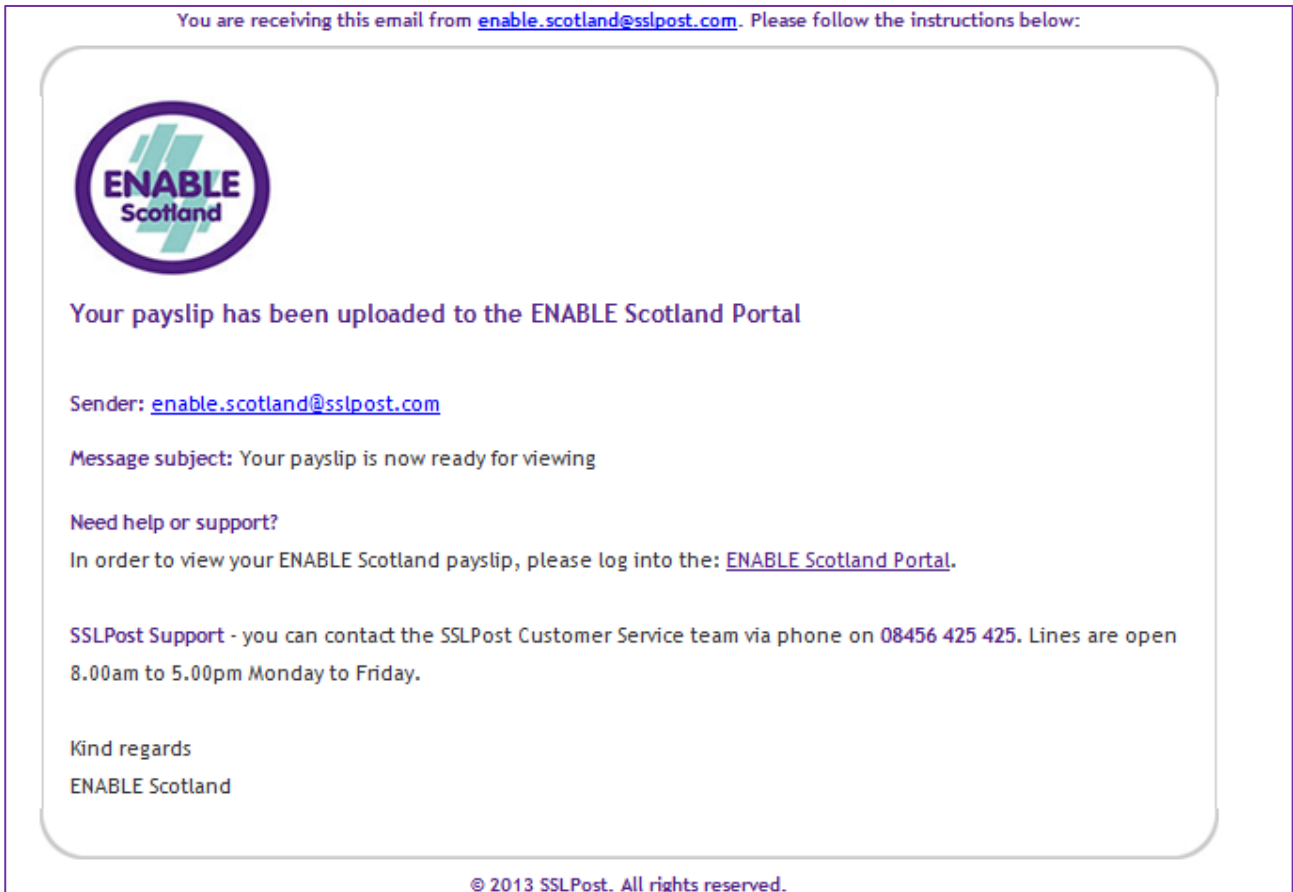 You are receiving this email from enable.scotland@sslpost.com. Please follow the instructions below:
ENABLE
Scotland
Your payslip has been uploaded to the ENABLE Scotland Portal
Sender: enable.scotland@sslpost.com
Message subject: Your payslip is now ready for viewing
Need help or support?
In order to view your ENABLE Scotland payslip, please log into the: ENABLE Scotland Portal.
SSLPost Support - you can contact the SSLPost Customer Service team via phone on 08456 425 425. Lines are open
8.00am to 5.00pm Monday to Friday.
Kind regards
ENABLE Scotland
© 2013 SSLPost. All rights reserved.